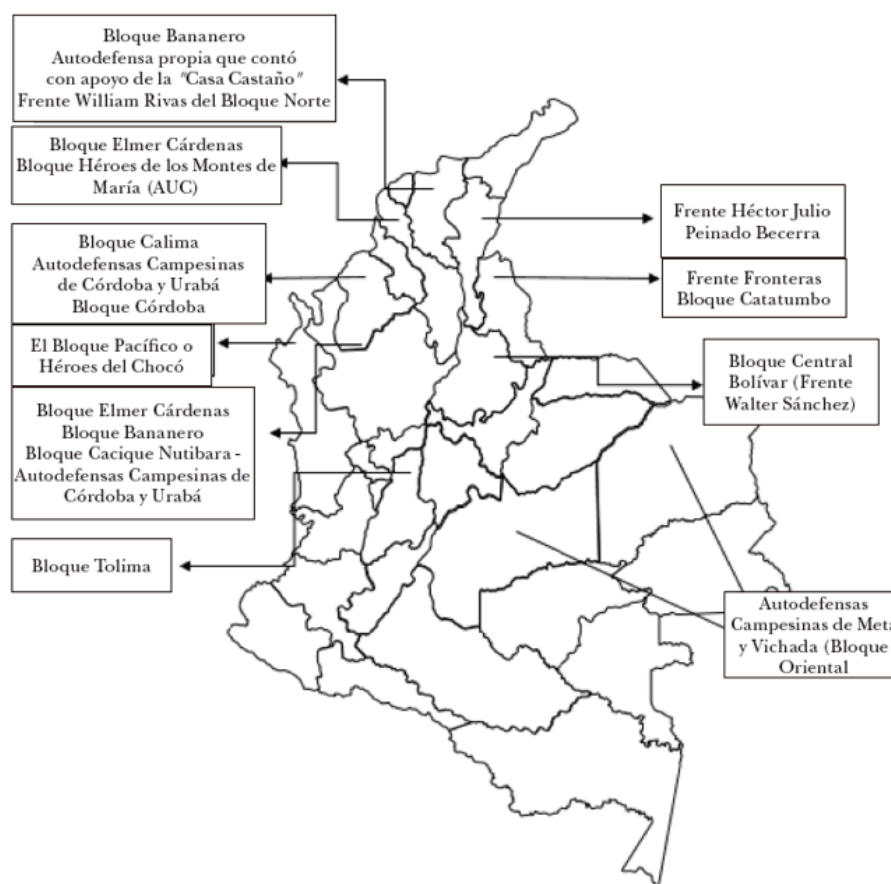 Bloque Bananero
Autodefensa propia que contó
con apoyo de la "Casa Castaño"
Frente William Rivas del Bloque Norte
Bloque Elmer Cárdenas
Bloque Héroes de los Montes de
María (AUC)
Bloque Calima
Autodefensas Campesinas
de Córdoba y Urabá
Bloque Córdoba
El Bloque Pacífico o
Héroes del Chocó
Bloque Elmer Cárdenas
Bloque Bananero
Bloque Cacique Nutibara -
Autodefensas Campesinas de
Córdoba y Urabá
Bloque Tolima
Frente Héctor Julio
Peinado Becerra
Frente Fronteras
Bloque Catatumbo
Bloque Central
Bolívar (Frente
Walter Sánchez)
Autodefensas
Campesinas de Meta
y Vichada (Bloque
Oriental